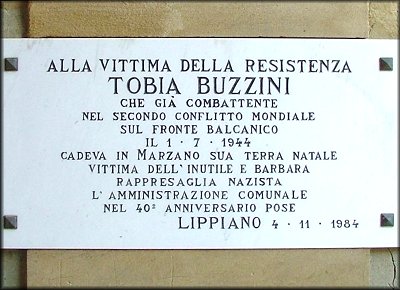 ALLA VITTIMA DELLA RESISTENZA
TOBIA BUZZINI
CHE GIÀ COMBATTENTE
NEL SECONDO CONFLITTO MONDIALE
SUL FRONTE BALCANICO
IL 1·7·1944
CADEVA IN MARZANO SUA TERRA NATALE
VITTIMA DELL'INUTILE E BARBARA
RAPPRESAGLIA NAZISTA
L'AMMINISTRAZIONE COMUNALE
NEL 40º ANNIVERSARIO POSE
LIPPIANO 4·11·1984